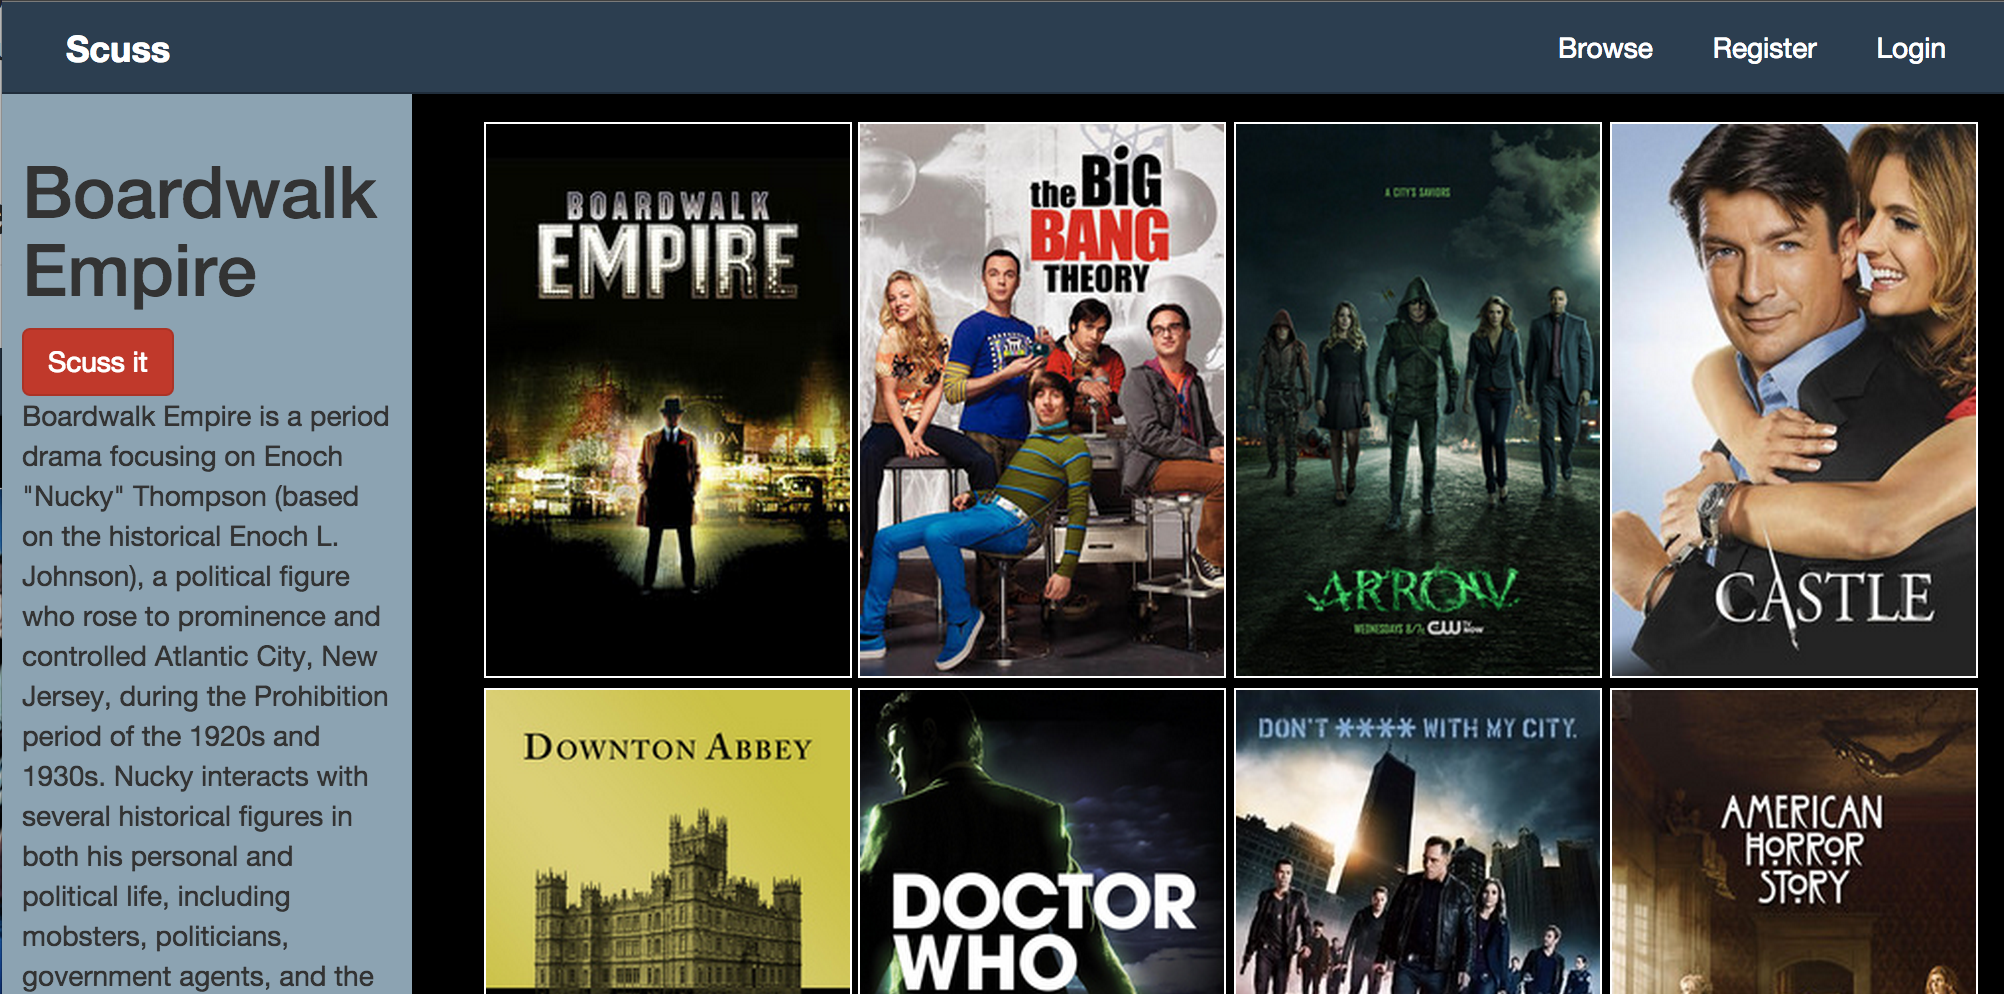 Scuss
Browse
Register
Login
Boardwalk
Empire
Scuss it
Boardwalk Empire is a period
drama focusing on Enoch
"Nucky" Thompson (based
on the historical Enoch L.
Johnson), a political figure
who rose to prominence and
controlled Atlantic City, New
Jersey, during the Prohibition
period of the 1920s and
1930s. Nucky interacts with
several historical figures in
both his personal and
political life, including
mobsters, politicians,
government agents, and the
BOARDWALK
EMPIRE
the BiG
BANG
THEORY
A CITY'S SAVIORS
ARROW
WEDNESDAYS 8/7c CW
CASTLE
DOWNTON ABBEY
DOCTOR
WHO
DON'T **** WITH MY CITY.
AMERICAN
HORROR
STORY